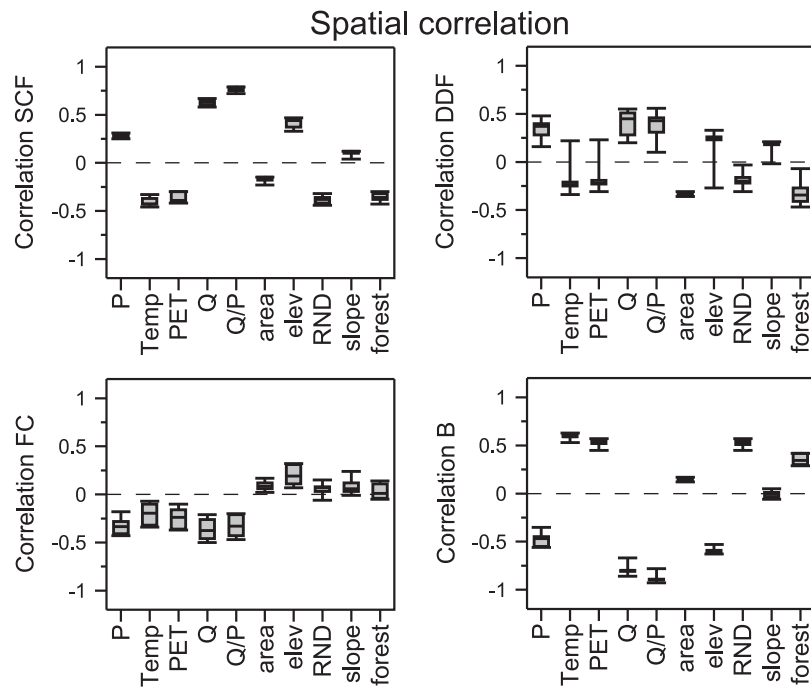 Spatial correlation
Correlation SCF
1
0.5
0
-0.5
-1
P
Temp
PET
Q
Q/P
area
elev
RND
slope
forest
Correlation DDF
1
0.5
0
-0.5
-1
P
Temp
PET
Q
Q/P
area
elev
RND
slope
forest
Correlation FC
1
0.5
0
-0.5
-1
P
Temp
PET
Q
Q/P
area
elev
RND
slope
forest
Correlation B
1
0.5
0
-0.5
-1
P
Temp
PET
Q
Q/P
area
elev
RND
slope
forest